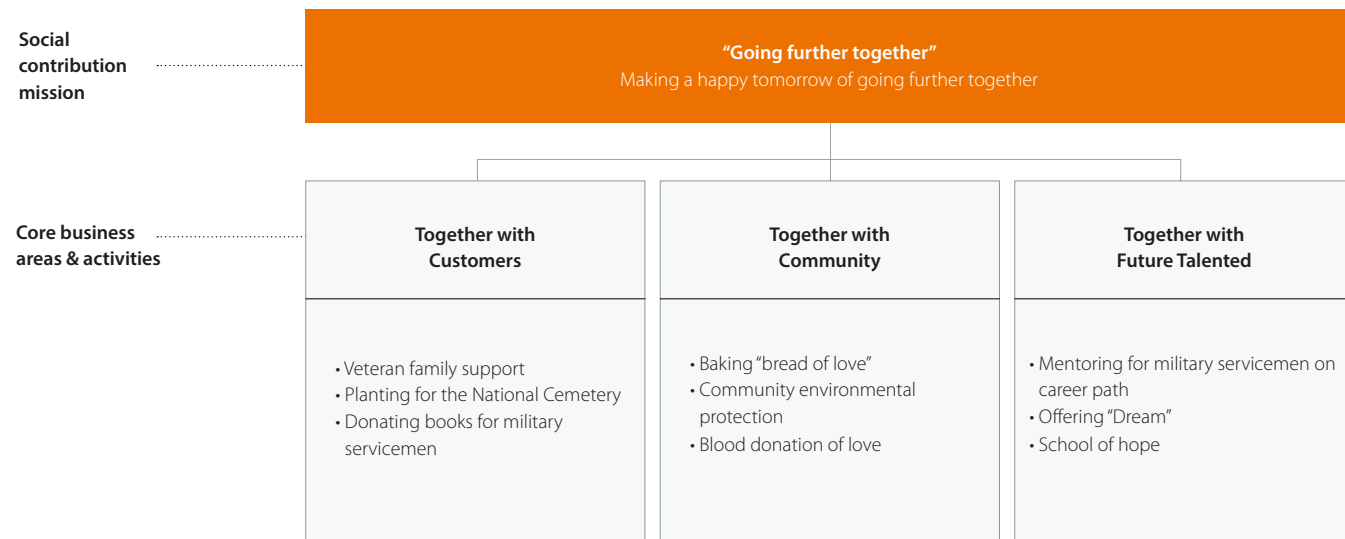 Social
contribution
mission
“Going further together”
Making a happy tomorrow of going further together
Core business
areas & activities
Together with
Customers
• Veteran family support
• Planting for the National Cemetery
• Donating books for military
servicemen
Together with
Community
• Baking “bread of love”
• Community environmental
protection
• Blood donation of love
Together with
Future Talented
• Mentoring for military servicemen on
career path
• Offering “Dream”
• School of hope